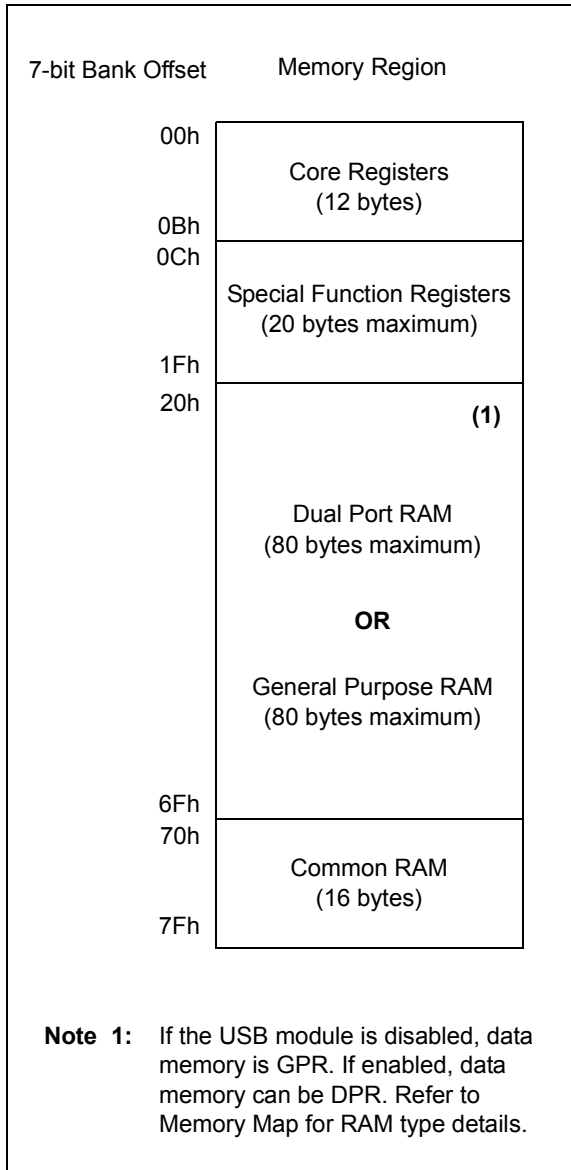 7-bit Bank Offset Memory Region
00h
Core Registers
(12 bytes)
0Bh
0Ch
Special Function Registers
(20 bytes maximum)
1Fh
20h
(1)
Dual Port RAM
(80 bytes maximum)
OR
General Purpose RAM
(80 bytes maximum)
6Fh
70h
Common RAM
(16 bytes)
7Fh
Note 1: If the USB module is disabled, data
memory is GPR. If enabled, data
memory can be DPR. Refer to
Memory Map for RAM type details.